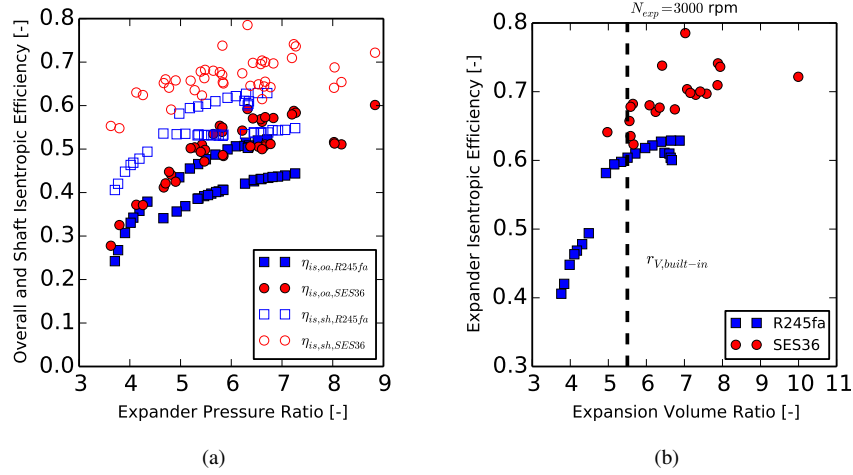 0.8
0.7
0.6
0.5
0.4
0.3
0.2
0.1
0.0
3 4 5 6 7 8 9
Overall and Shaft Isentropic Efficiency [-]
Expander Pressure Ratio [-]
η_{is,oa,R245fa}
η_{is,oa,SES36}
η_{is,sh,R245fa}
η_{is,sh,SES36}
(a)
N_{exp}=3000 rpm
0.8
0.7
0.6
0.5
0.4
0.3
3 4 5 6 7 8 9 10 11
Expander Isentropic Efficiency [-]
Expansion Volume Ratio [-]
r_{V,built-in}
R245fa
SES36
(b)